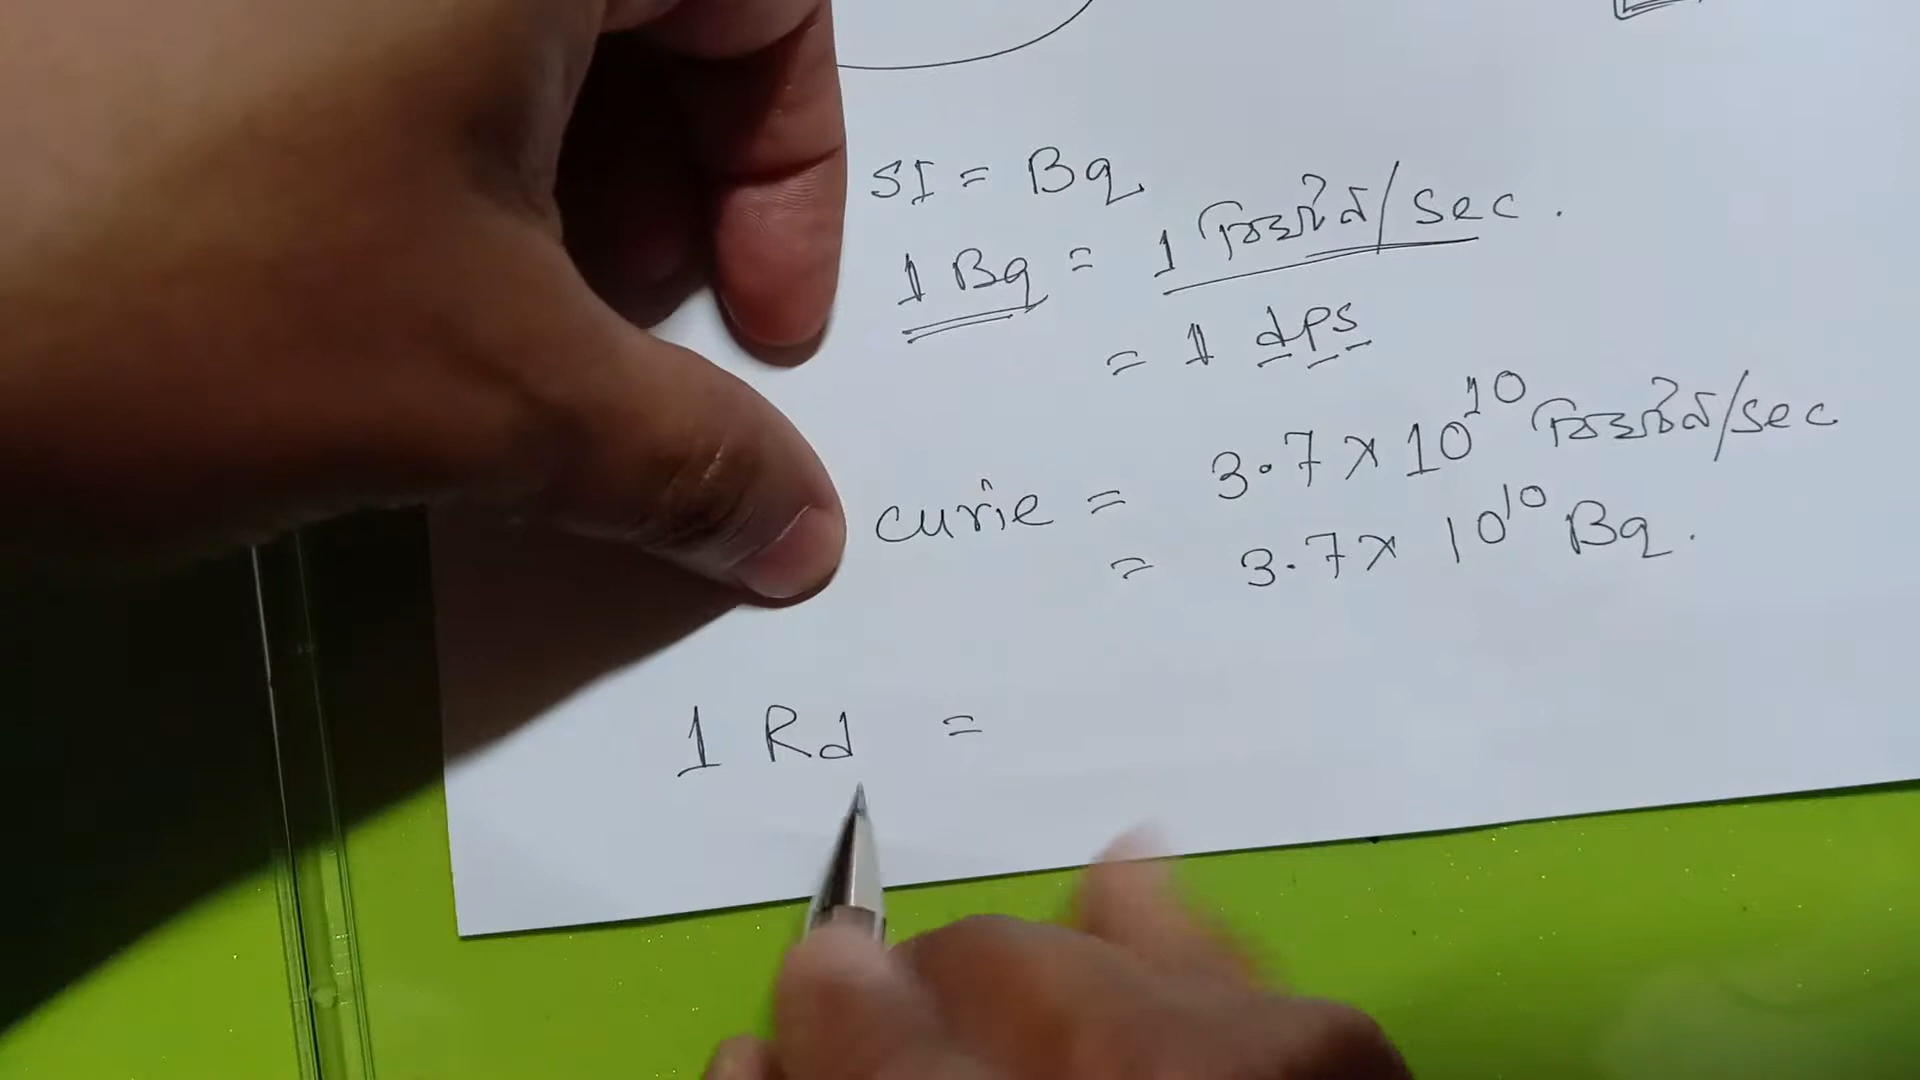 SI = Bq
1 Bq = 1 বিভাজন/sec.
= 1 dps
curie = 3.7 × 10¹⁰ বিভাজন/sec
= 3.7 × 10¹⁰ Bq.
1 Rd =